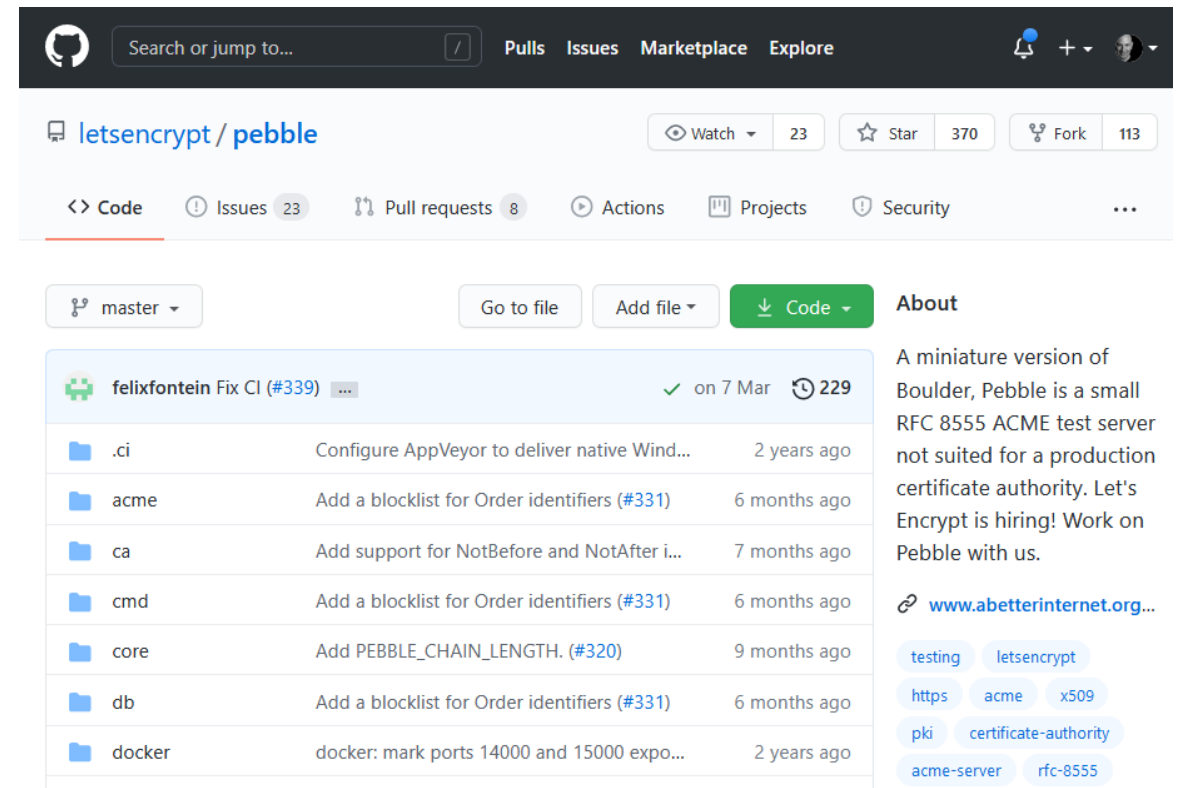 Search or jump to... / Pulls Issues Marketplace Explore
letsencrypt / pebble Watch 23 Star 370 Fork 113
<> Code Issues 23 Pull requests 8 Actions Projects Security ...
master Go to file Add file Code
felixfontein Fix CI (#339) ... on 7 Mar 229
.ci Configure AppVeyor to deliver native Wind... 2 years ago
acme Add a blocklist for Order identifiers (#331) 6 months ago
ca Add support for NotBefore and NotAfter i... 7 months ago
cmd Add a blocklist for Order identifiers (#331) 6 months ago
core Add PEBBLE_CHAIN_LENGTH. (#320) 9 months ago
db Add a blocklist for Order identifiers (#331) 6 months ago
docker docker: mark ports 14000 and 15000 expo... 2 years ago
About
A miniature version of
Boulder, Pebble is a small
RFC 8555 ACME test server
not suited for a production
certificate authority. Let's
Encrypt is hiring! Work on
Pebble with us.
www.abetterinternet.org...
testing letsencrypt
https acme x509
pki certificate-authority
acme-server rfc-8555